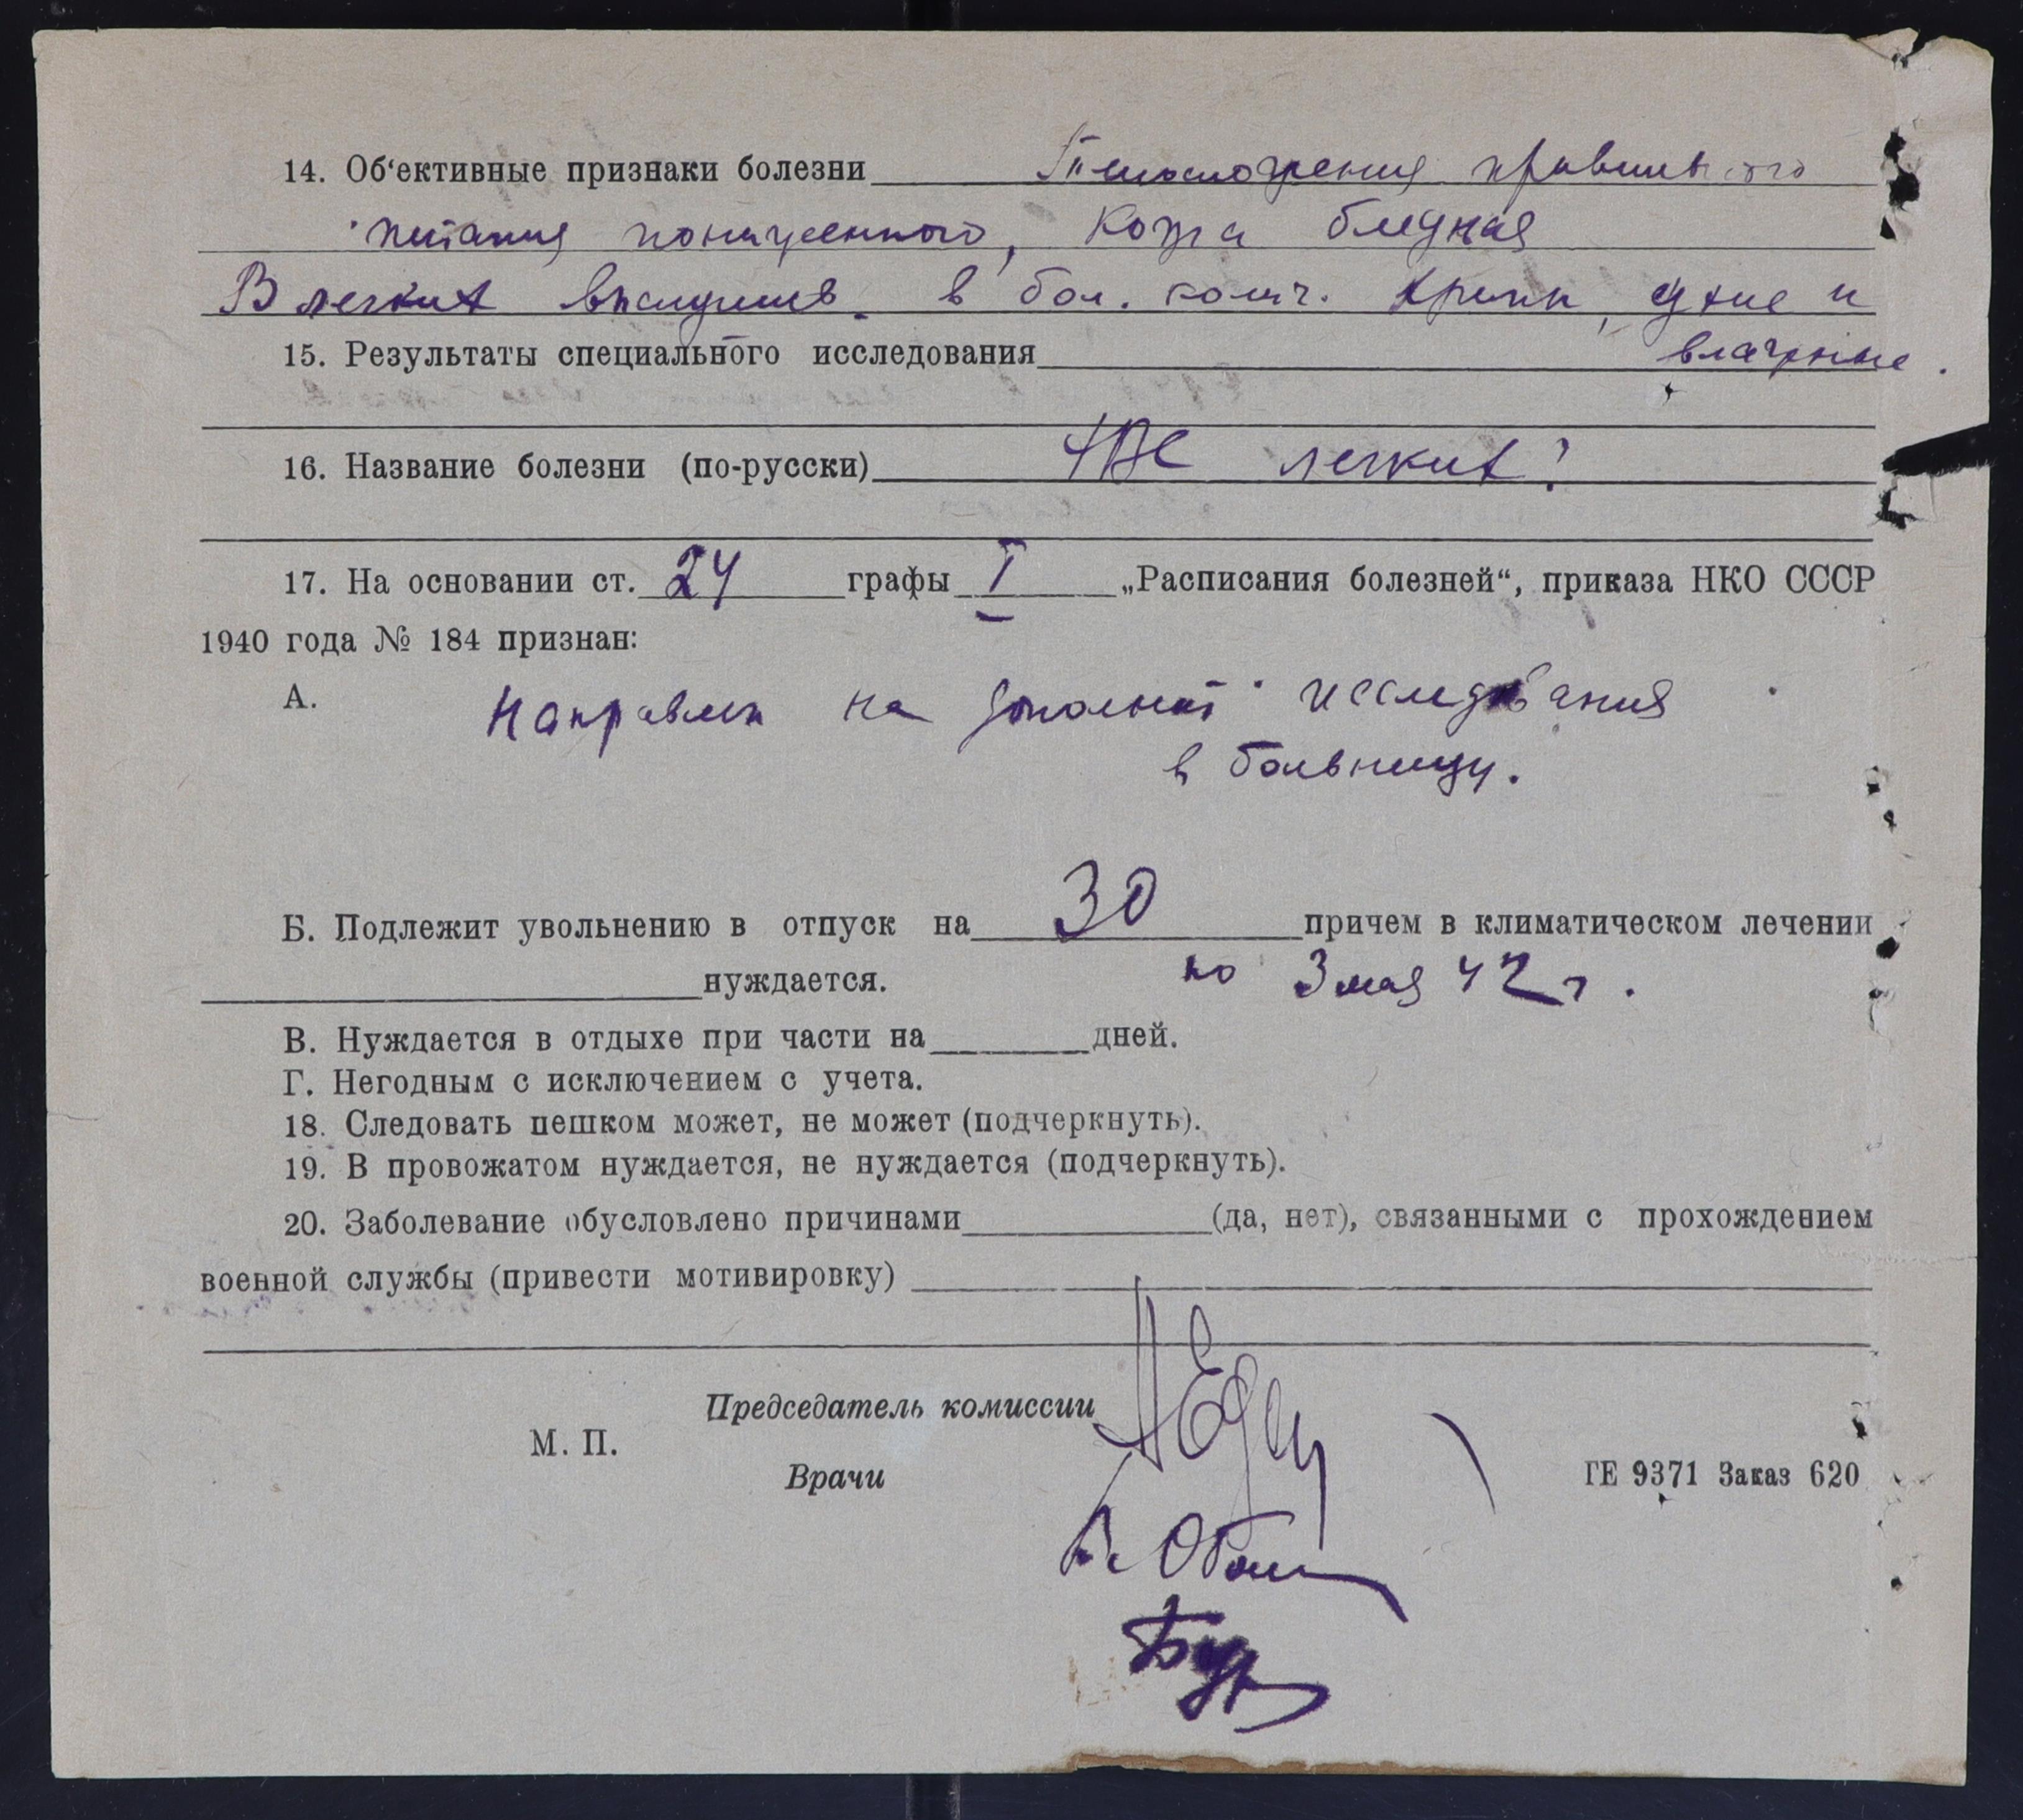 14. Об‘ективные признаки болезни Телосложения правильного
питания пониженного, Кожа бледная
В легких выслушив. в бол. колич. хрипы, сухие и
влажные.
15. Результаты специального исследования
16. Название болезни (по-русски) ТВС легких?
17. На основании ст. 24 графы I „Расписания болезней“, приказа НКО СССР
1940 года № 184 признан:
А. Направлен на исследования
в больницу.
Б. Подлежит увольнению в отпуск на 30 причем в климатическом лечении
нуждается. по 3 мая 42 г.
В. Нуждается в отдыхе при части на дней.
Г. Негодным с исключением с учета.
18. Следовать пешком может, не может (подчеркнуть).
19. В провожатом нуждается, не нуждается (подчеркнуть).
20. Заболевание обусловлено причинами (да, нет), связанными с прохождением
военной службы (привести мотивировку)
Председатель комиссии
М. П.
Врачи
ГЕ 9371 Заказ 620